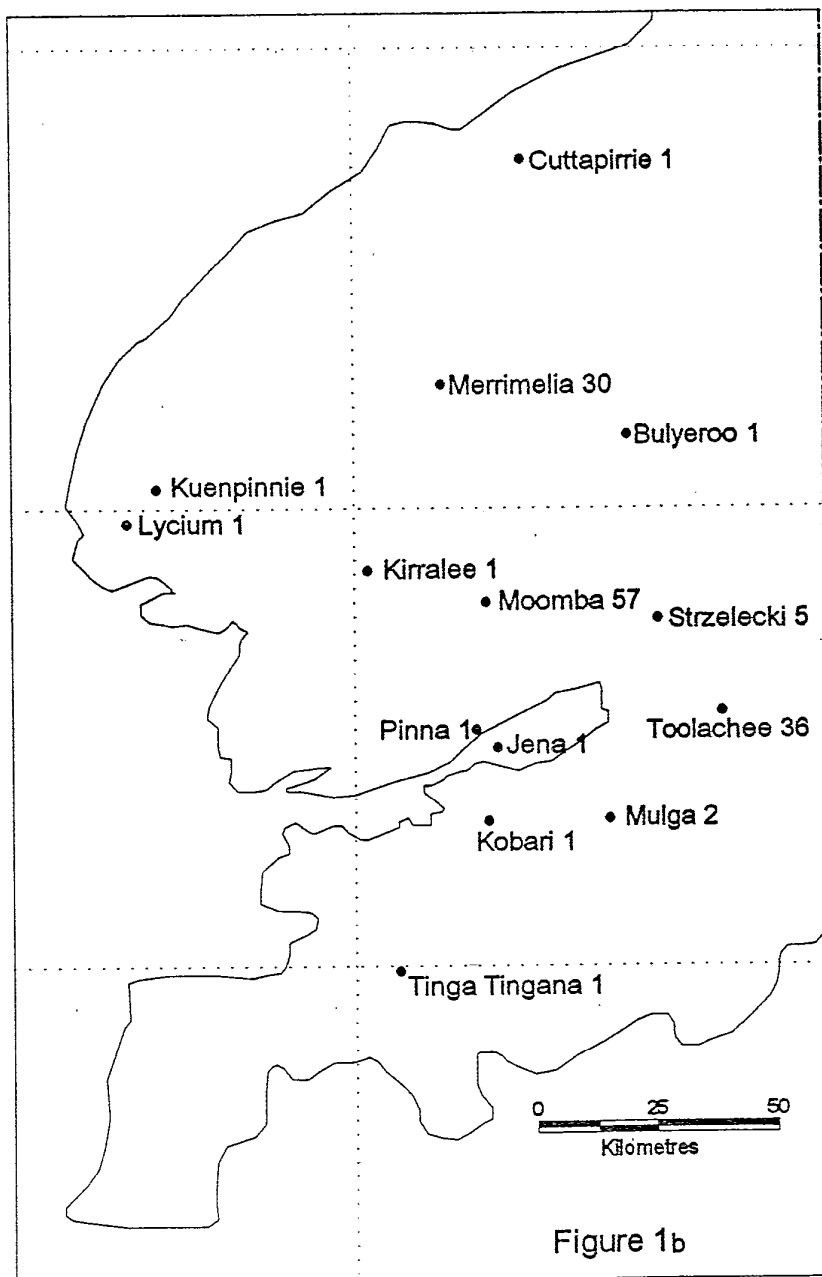 Cuttapirrie 1
Merrimelia 30
Bulyeroo 1
Kuenpinnie 1
Lycium 1
Kirralee 1
Moomba 57
Strzelecki 5
Pinna 1
Jena 1
Toolachee 36
Kobari 1
Mulga 2
Tinga Tingana 1
0 25 50
Kilometres
Figure 1b